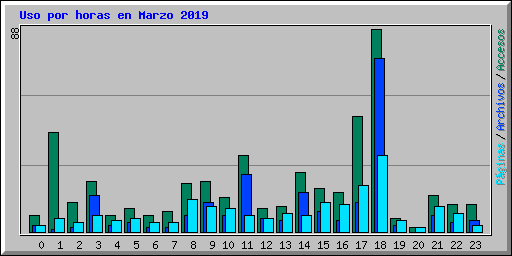 Uso por horas en Marzo 2019
88
Páginas / Archivos / Accesos
0 1 2 3 4 5 6 7 8 9 10 11 12 13 14 15 16 17 18 19 20 21 22 23